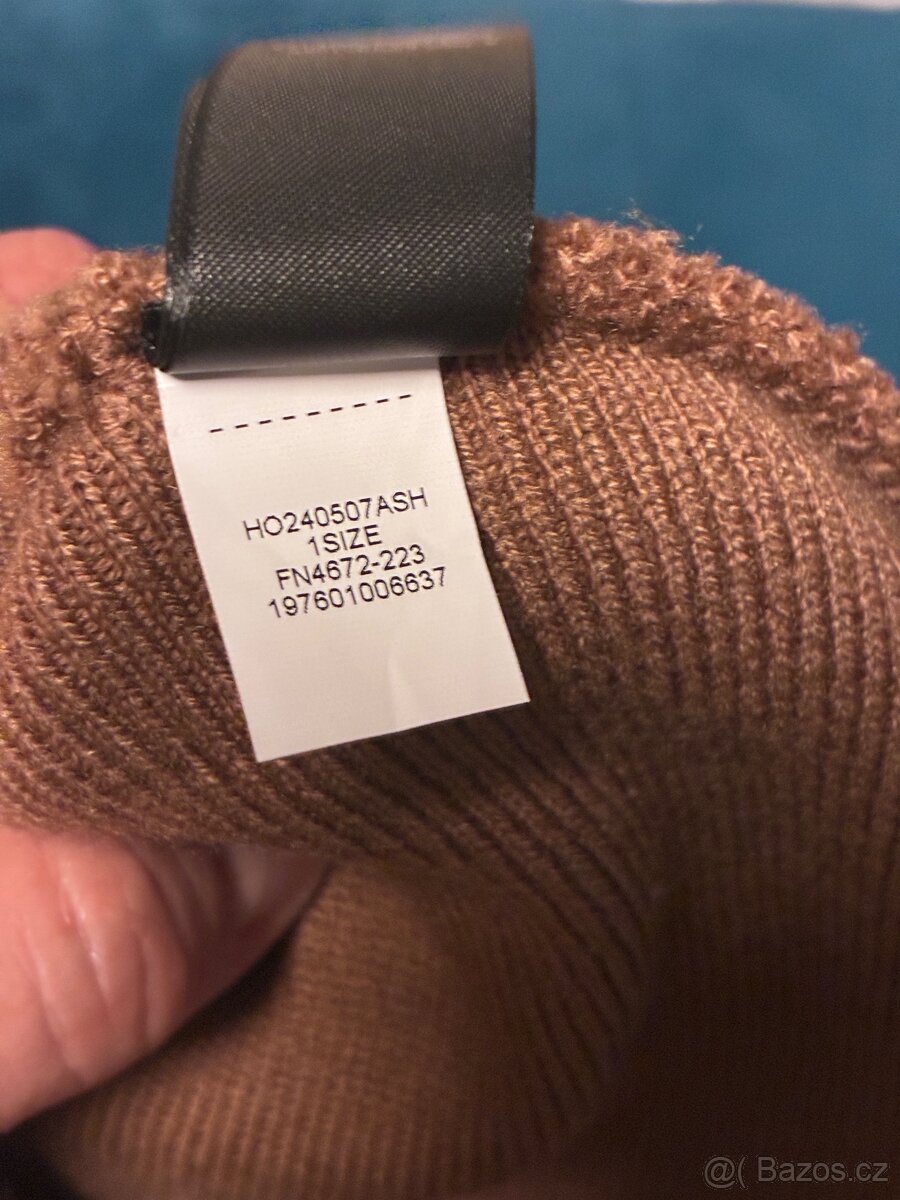 HO240507ASH
1SIZE
FN4672-223
197601006637
@( Bazos.cz